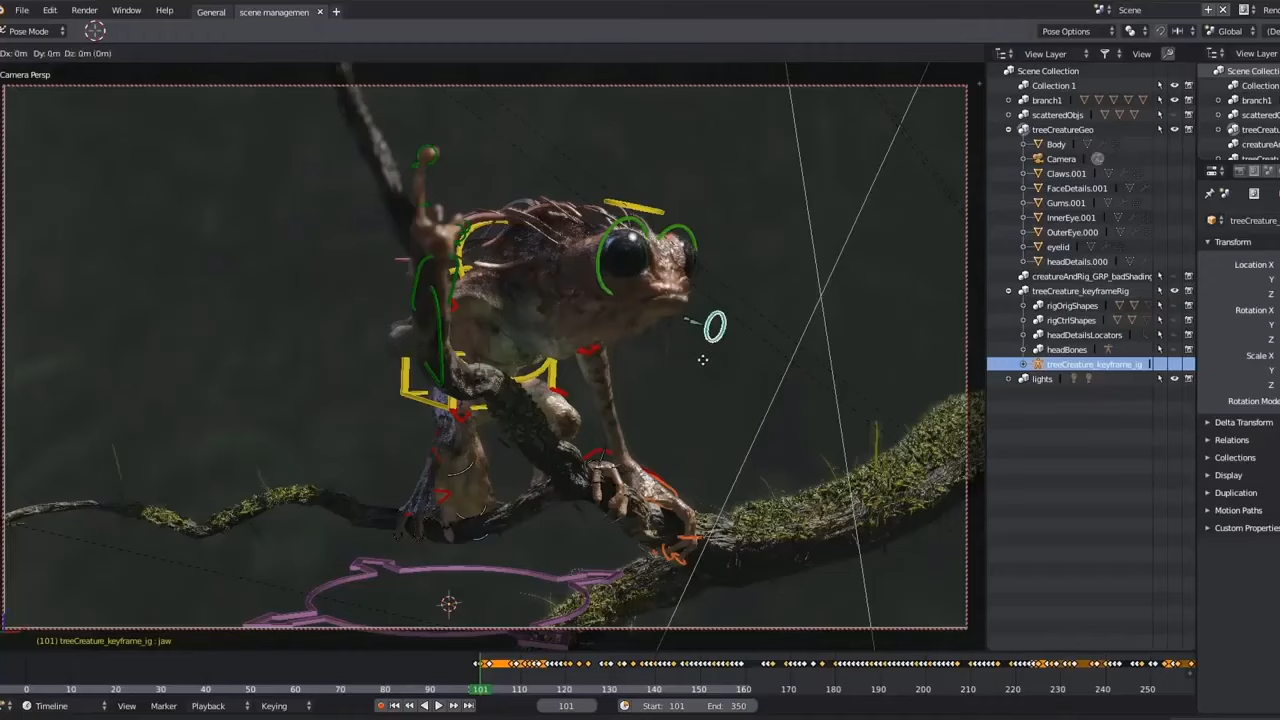 File Edit Render Window Help General scene managemen Scene
Pose Mode Pose Options Global
Dx: 0m Dy: 0m Dz: 0m (0m) View Layer View View Layer
Camera Persp
Scene Collection
Collection 1
branch1
scatteredObjs
treeCreatureGeo
Body
Camera
Claws.001
FaceDetails.001
Gums.001
InnerEye.001
OuterEye.000
eyelid
headDetails.000
creatureAndRig_GRP_badShading
treeCreature_keyframeRig
rigOrigShapes
rigCtrlShapes
headDetailsLocators
headBones
treeCreature_keyframe_ig
lights
Scene Collecti
Collection
branch1
scatteredO
treeCreatu
creatureAn
treeCreature_
Transform
Location X
Y
Z
Rotation X
Y
Z
Scale X
Y
Z
Rotation Mode
Delta Transform
Relations
Collections
Display
Duplication
Motion Paths
Custom Properties
(101) treeCreature_keyframe_ig : jaw
0 10 20 30 40 50 60 70 80 90 101 110 120 130 140 150 160 170 180 190 200 210 220 230 240 250
Timeline View Marker Playback Keying 101 Start: 101 End: 350